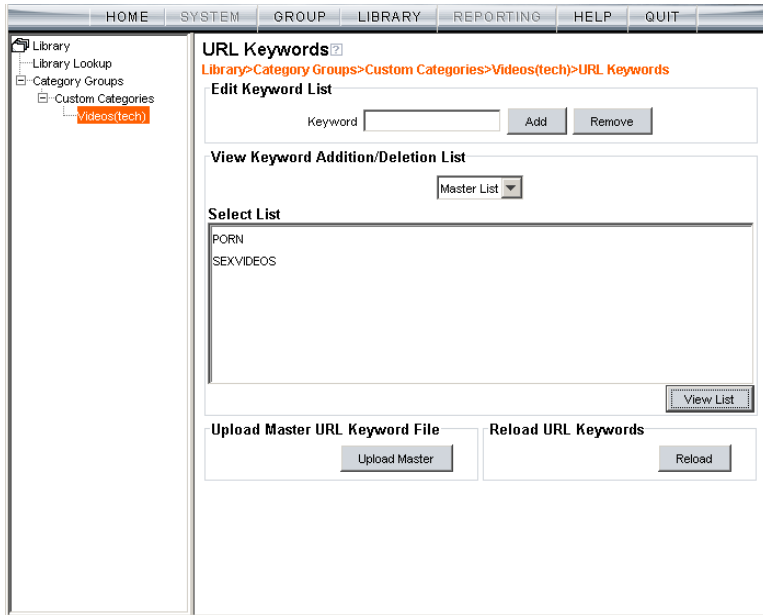 HOME SYSTEM GROUP LIBRARY REPORTING HELP QUIT
Library
Library Lookup
Category Groups
Custom Categories
Videos(tech)
URL Keywords?
Library>Category Groups>Custom Categories>Videos(tech)>URL Keywords
Edit Keyword List
Keyword Add Remove
View Keyword Addition/Deletion List
Master List
Select List
PORN
SEXVIDEOS
View List
Upload Master URL Keyword File
Upload Master
Reload URL Keywords
Reload